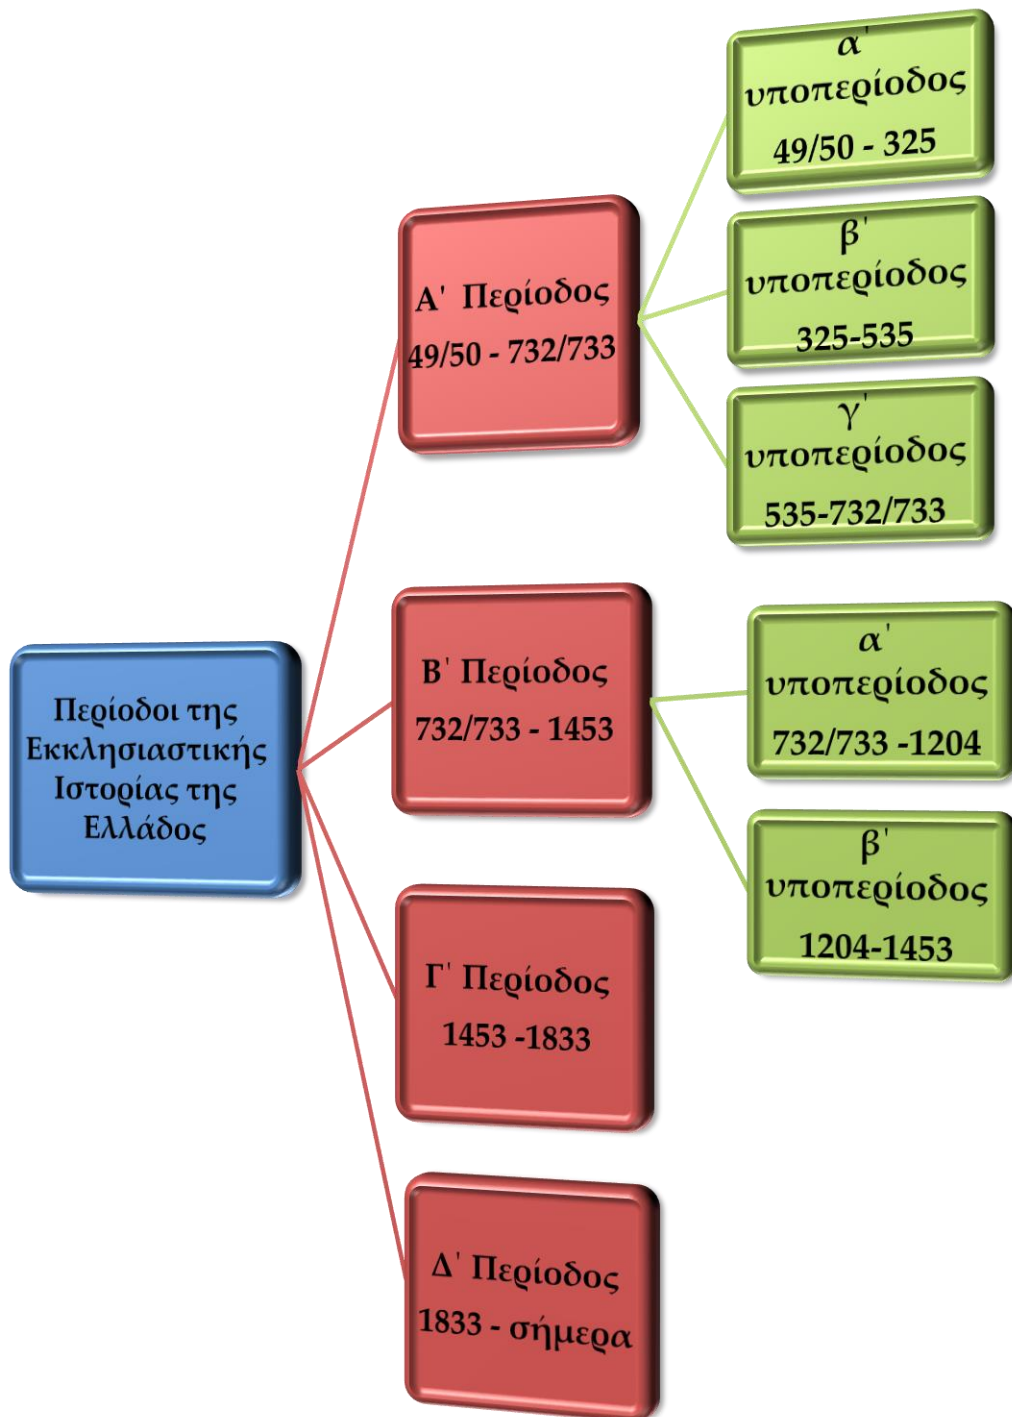 Περίοδοι της
Εκκλησιαστικής
Ιστορίας της
Ελλάδος
Α' Περίοδος
49/50 - 732/733
α'
υποπερίοδος
49/50 - 325
β'
υποπερίοδος
325-535
γ'
υποπερίοδος
535-732/733
Β' Περίοδος
732/733 - 1453
α'
υποπερίοδος
732/733 -1204
β'
υποπερίοδος
1204-1453
Γ' Περίοδος
1453 -1833
Δ' Περίοδος
1833 - σήμερα